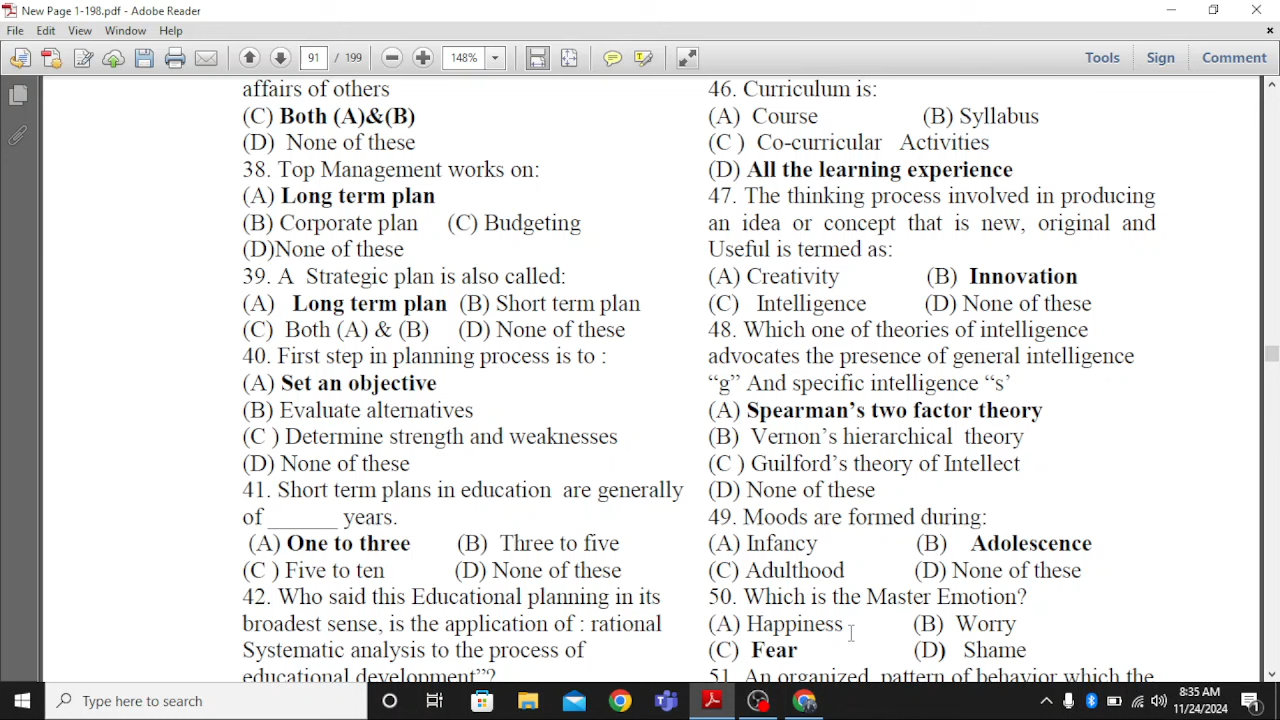 New Page 1-198.pdf - Adobe Reader
File Edit View Window Help
91 / 199 148% Tools Sign Comment
affairs of others
(C) Both (A)&(B)
(D) None of these
38. Top Management works on:
(A) Long term plan
(B) Corporate plan (C) Budgeting
(D)None of these
39. A Strategic plan is also called:
(A) Long term plan (B) Short term plan
(C) Both (A) & (B) (D) None of these
40. First step in planning process is to :
(A) Set an objective
(B) Evaluate alternatives
(C ) Determine strength and weaknesses
(D) None of these
41. Short term plans in education are generally
of ______ years.
(A) One to three (B) Three to five
(C ) Five to ten (D) None of these
42. Who said this Educational planning in its
broadest sense, is the application of : rational
Systematic analysis to the process of
educational development”?
46. Curriculum is:
(A) Course (B) Syllabus
(C ) Co-curricular Activities
(D) All the learning experience
47. The thinking process involved in producing
an idea or concept that is new, original and
Useful is termed as:
(A) Creativity (B) Innovation
(C) Intelligence (D) None of these
48. Which one of theories of intelligence
advocates the presence of general intelligence
“g” And specific intelligence “s’
(A) Spearman’s two factor theory
(B) Vernon’s hierarchical theory
(C ) Guilford’s theory of Intellect
(D) None of these
49. Moods are formed during:
(A) Infancy (B) Adolescence
(C) Adulthood (D) None of these
50. Which is the Master Emotion?
(A) Happiness (B) Worry
(C) Fear (D) Shame
51. An organized pattern of behavior which the
Type here to search
8:35 AM
11/24/2024